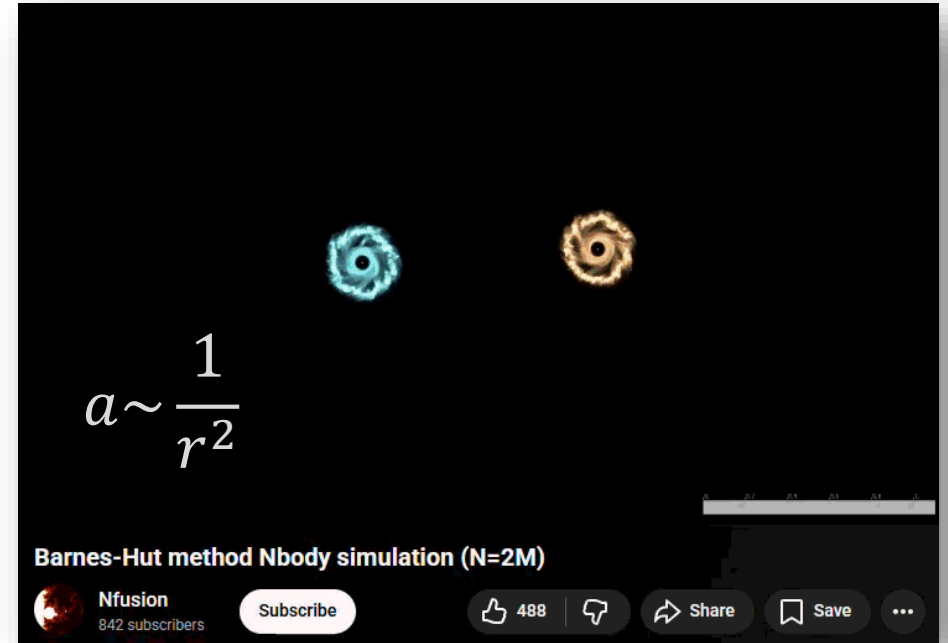 a~ 1/r²
Barnes-Hut method Nbody simulation (N=2M)
Nfusion
842 subscribers
Subscribe
488
Share
Save